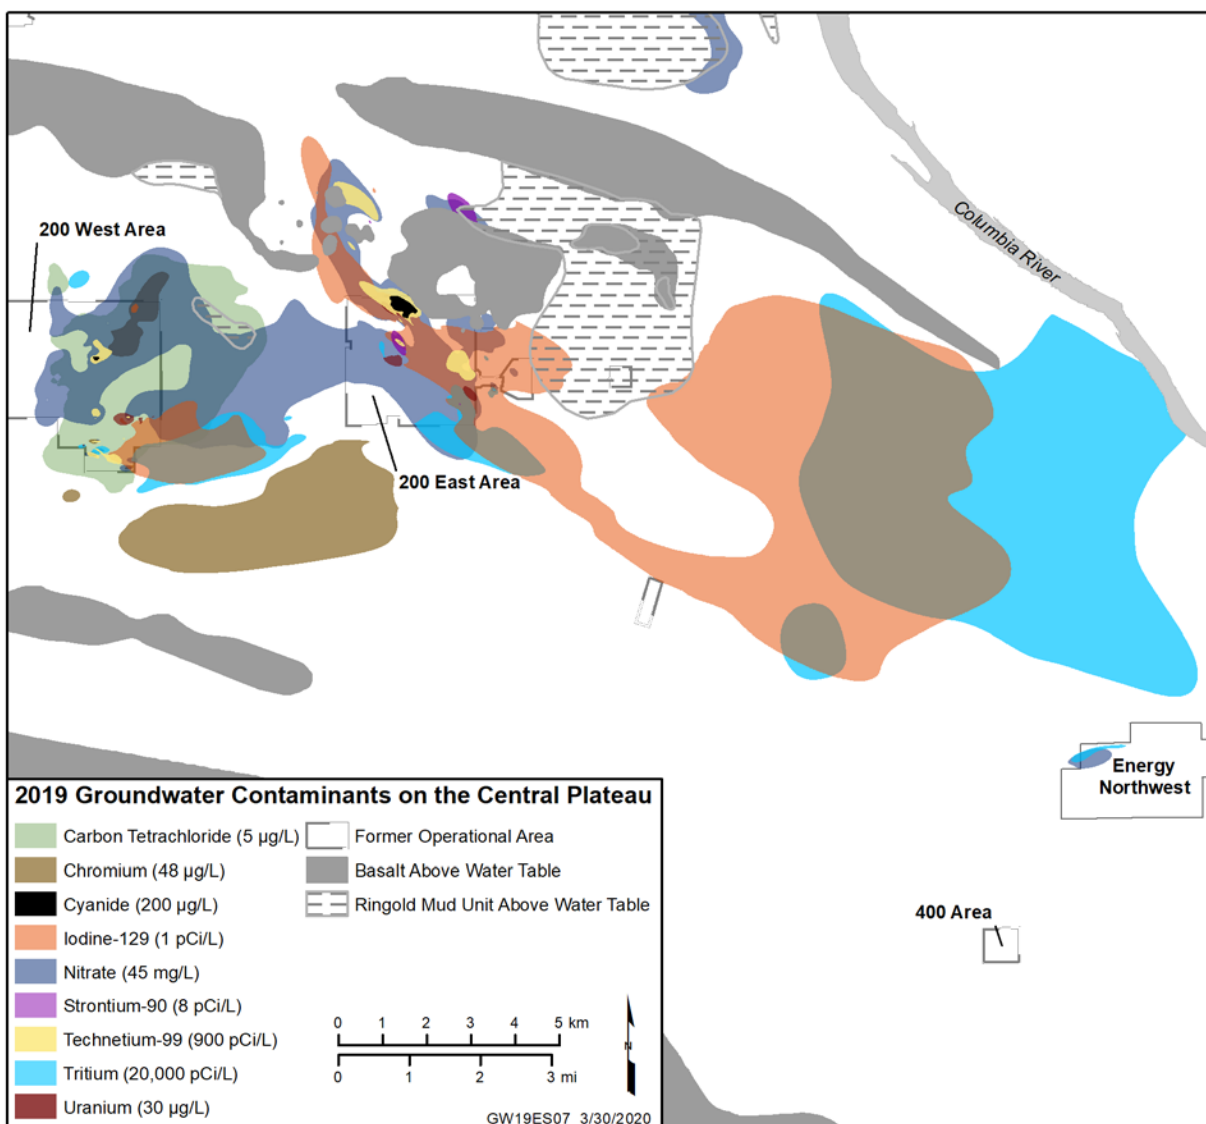 Columbia River
200 West Area
200 East Area
Energy
Northwest
400 Area
2019 Groundwater Contaminants on the Central Plateau
Carbon Tetrachloride (5 µg/L)
Former Operational Area
Chromium (48 µg/L)
Basalt Above Water Table
Cyanide (200 µg/L)
Ringold Mud Unit Above Water Table
Iodine-129 (1 pCi/L)
Nitrate (45 mg/L)
Strontium-90 (8 pCi/L)
Technetium-99 (900 pCi/L)
Tritium (20,000 pCi/L)
Uranium (30 µg/L)
0 1 2 3 4 5 km
0 1 2 3 mi
N
GW19ES07 3/30/2020